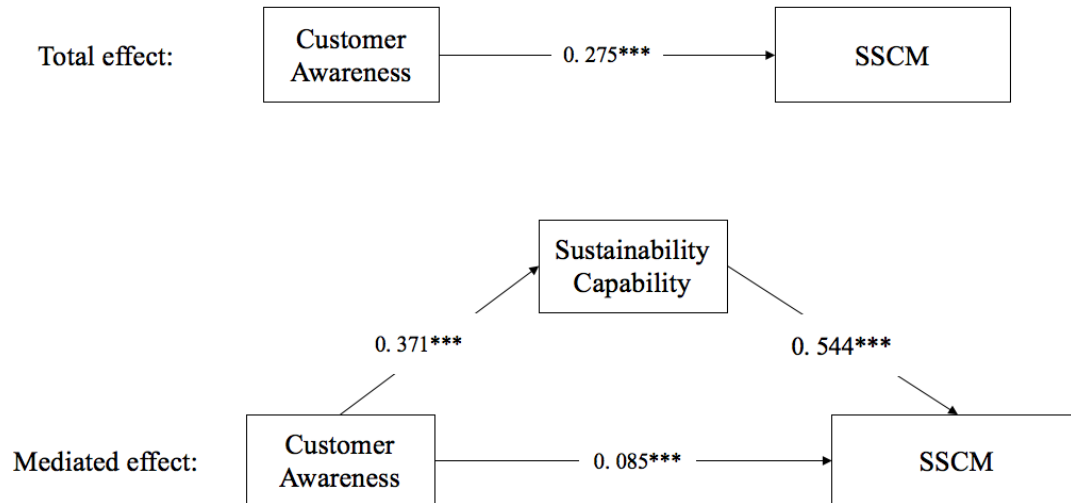 Total effect:
Customer
Awareness
0. 275***
SSCM
Sustainability
Capability
0. 371***
0. 544***
Mediated effect:
Customer
Awareness
0. 085***
SSCM